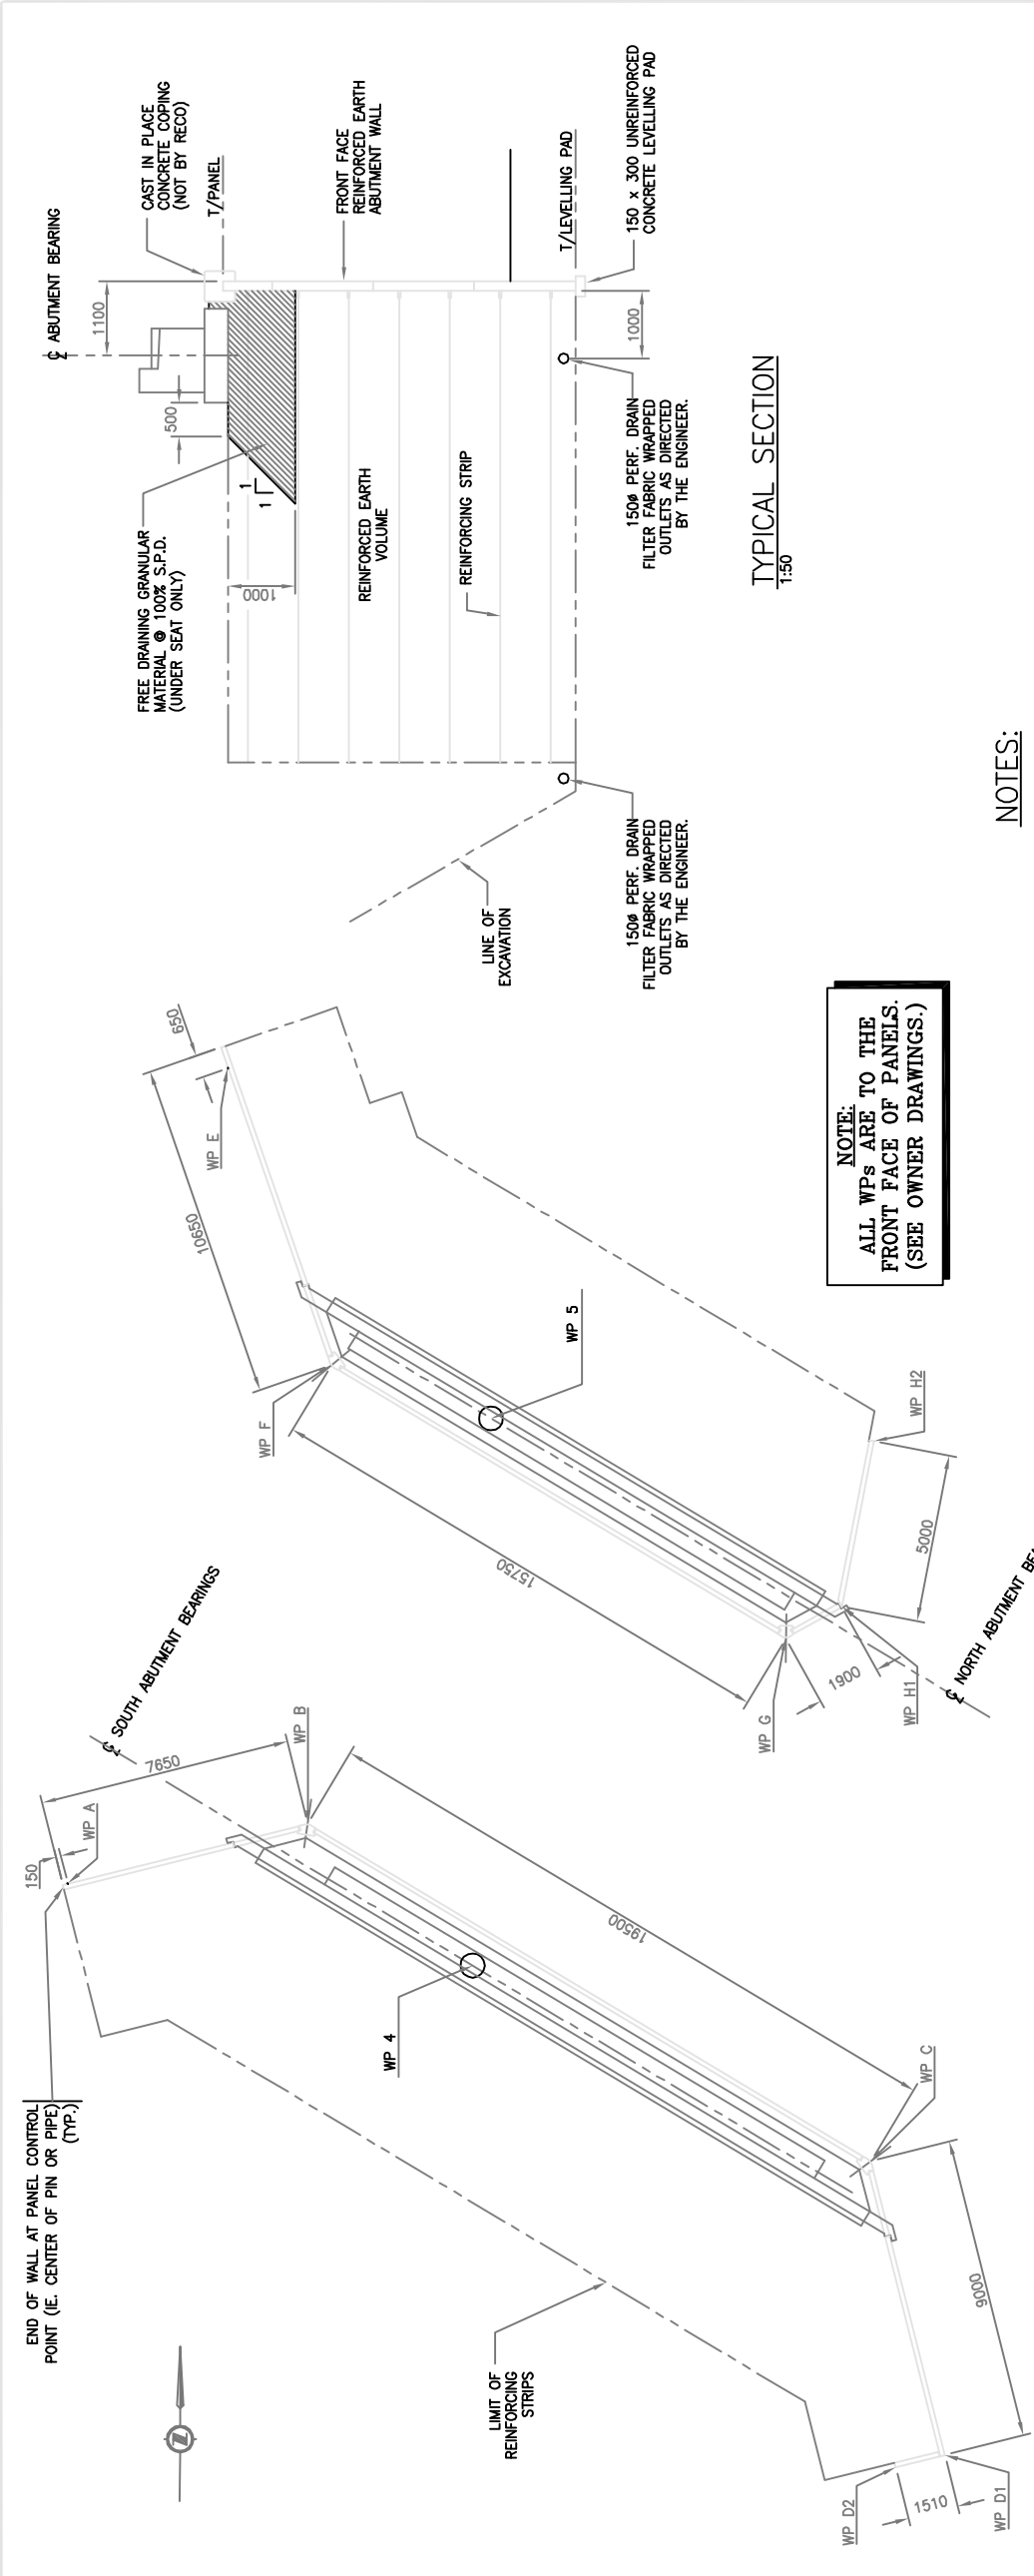 END OF WALL AT PANEL CONTROL
POINT (IE. CENTER OF PIN OR PIPE)
(TYP.)
150
WP A
7650
℄ SOUTH ABUTMENT BEARINGS
WP B
WP 4
19500
WP C
LIMIT OF
REINFORCING
STRIPS
9000
WP D2
1510
WP D1
N
650
WP E
10650
WP F
WP 5
15750
WP G
1900
WP H1
5000
WP H2
℄ NORTH ABUTMENT
NOTE:
ALL WPs ARE TO THE
FRONT FACE OF PANELS.
(SEE OWNER DRAWINGS.)
℄ ABUTMENT BEARING
CAST IN PLACE
CONCRETE COPING
(NOT BY RECO)
T/PANEL
1100
500
FREE DRAINING GRANULAR
MATERIAL @ 100% S.P.D.
(UNDER SEAT ONLY)
1
1
1000
FRONT FACE
REINFORCED EARTH
ABUTMENT WALL
REINFORCED EARTH
VOLUME
REINFORCING STRIP
T/LEVELLING PAD
150 x 300 UNREINFORCED
CONCRETE LEVELLING PAD
1000
150ø PERF. DRAIN
FILTER FABRIC WRAPPED
OUTLETS AS DIRECTED
BY THE ENGINEER.
150ø PERF. DRAIN
FILTER FABRIC WRAPPED
OUTLETS AS DIRECTED
BY THE ENGINEER.
LINE OF
EXCAVATION
TYPICAL SECTION
1:50
NOTES: